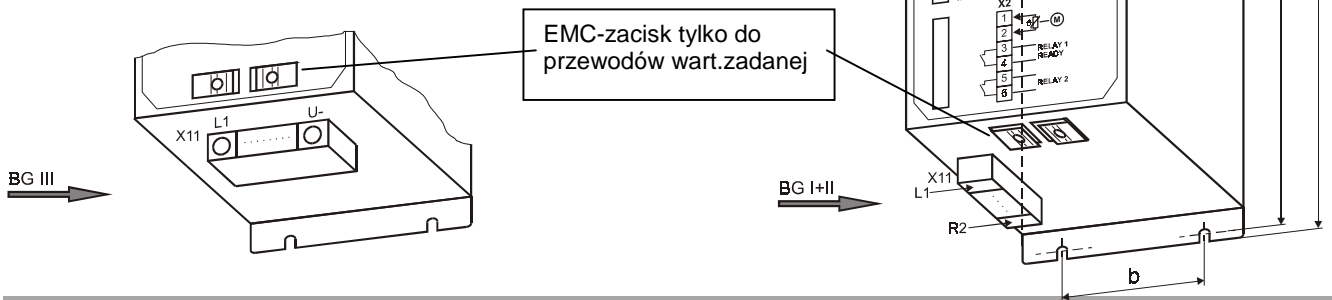 EMC-zacisk tylko do
przewodów wart.zadanej
X11
L1
U-
BG III
X2
1
2
3
4
5
6
M
RELAY 1
READY
RELAY 2
BG I+II
X11
L1
R2
b